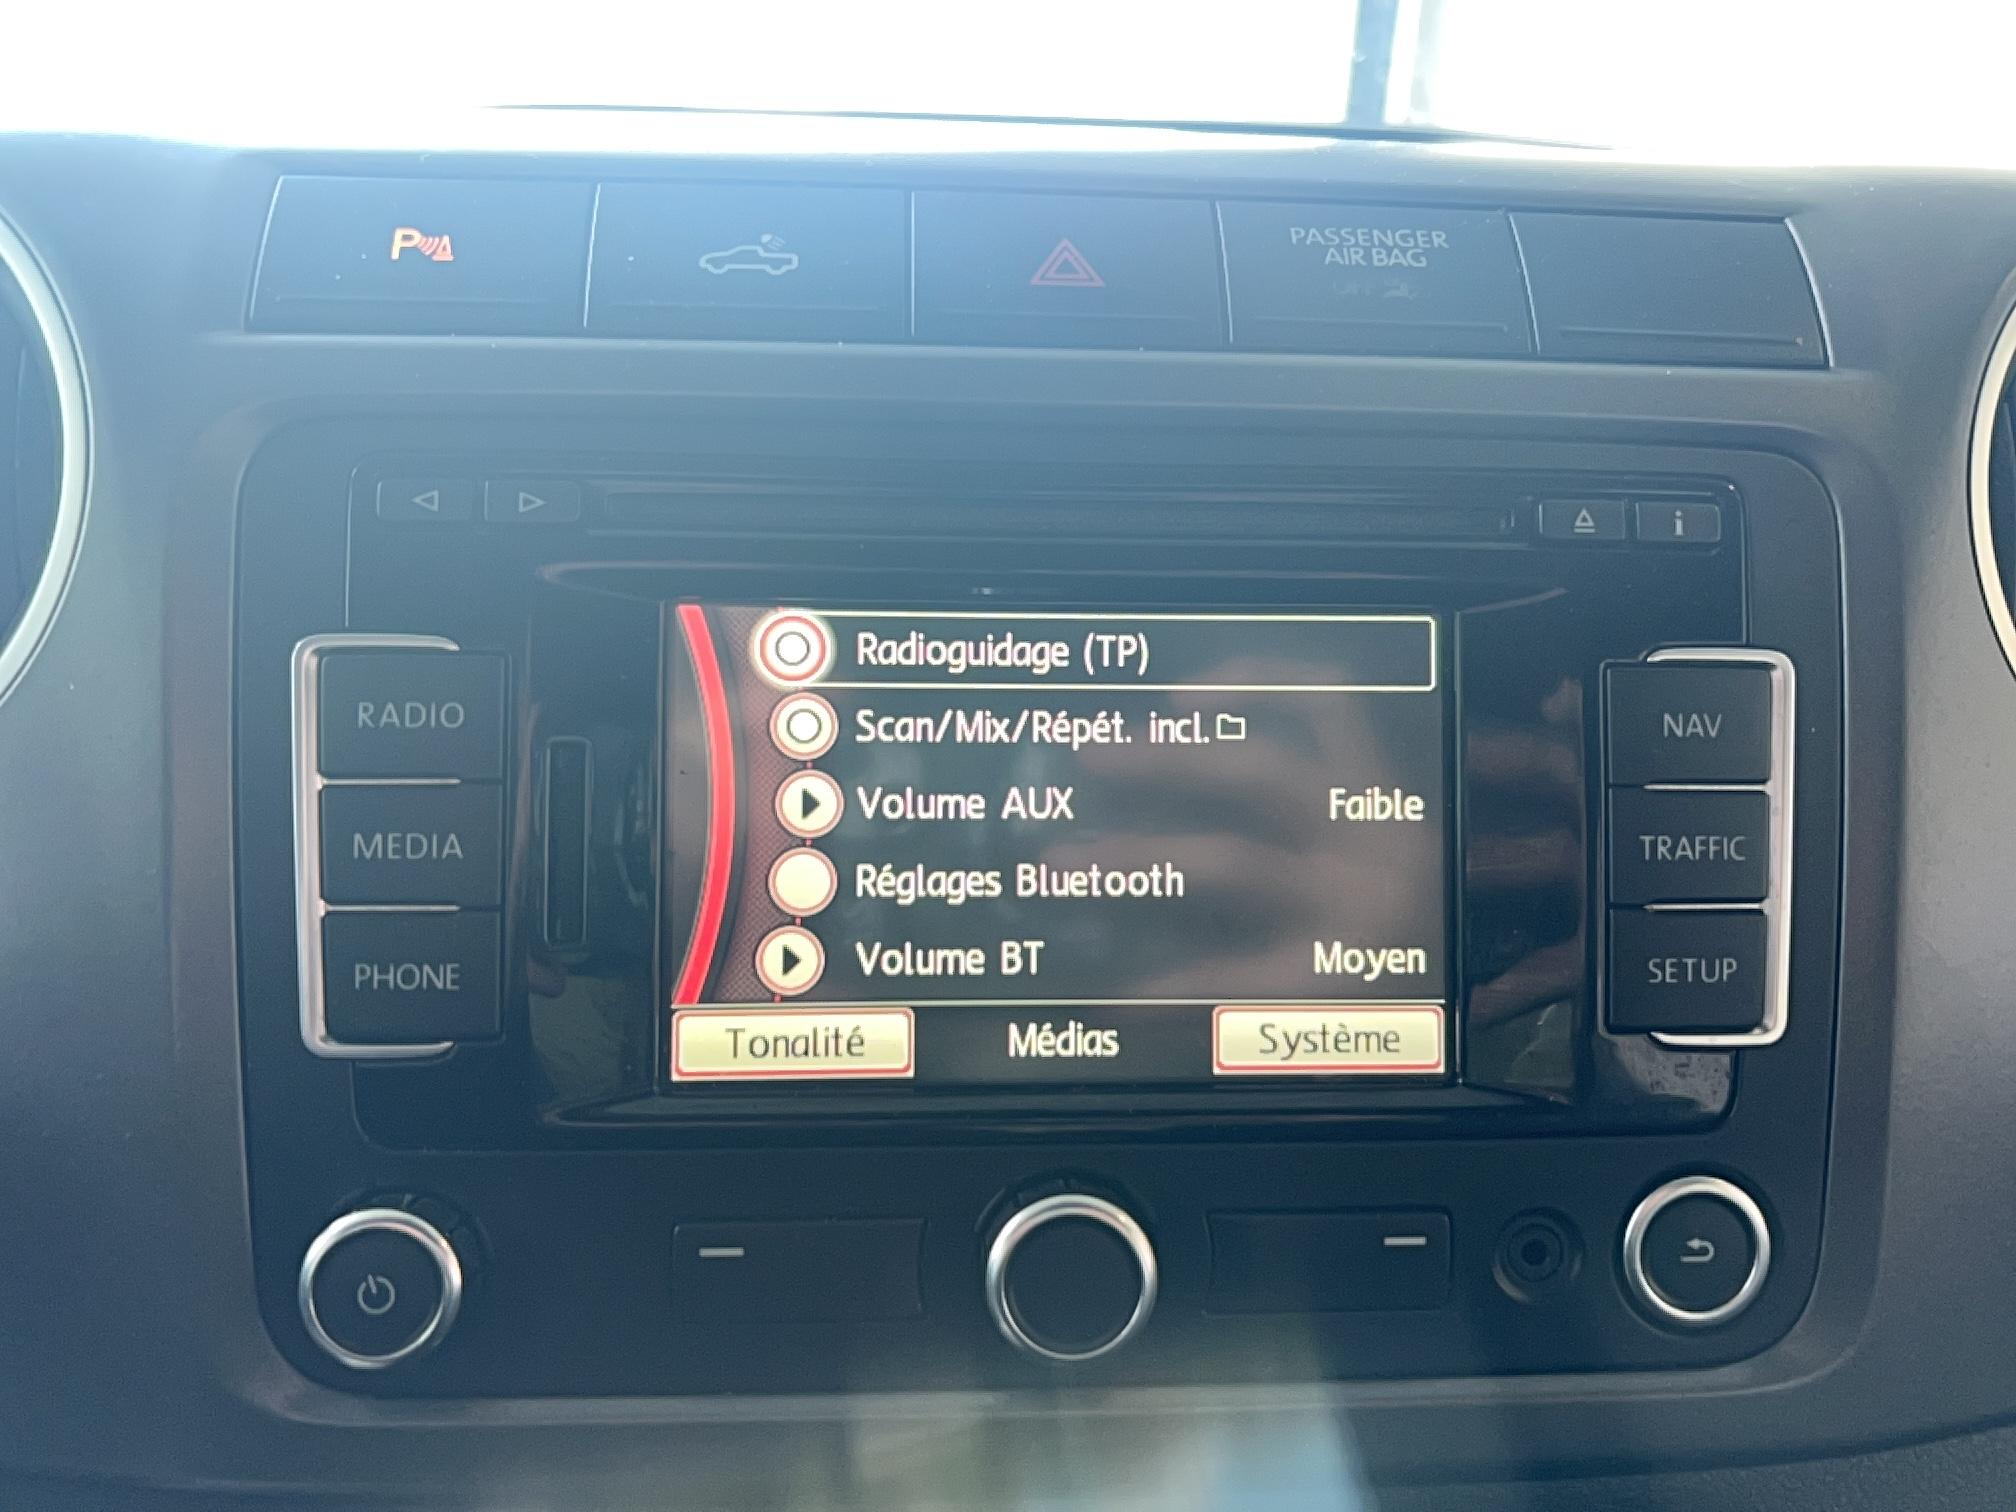 P
PASSENGER
AIR BAG
OFF
i
RADIO
MEDIA
PHONE
Radioguidage (TP)
Scan/Mix/Répét. incl.
Volume AUX Faible
Réglages Bluetooth
Volume BT Moyen
Tonalité Médias Système
NAV
TRAFFIC
SETUP